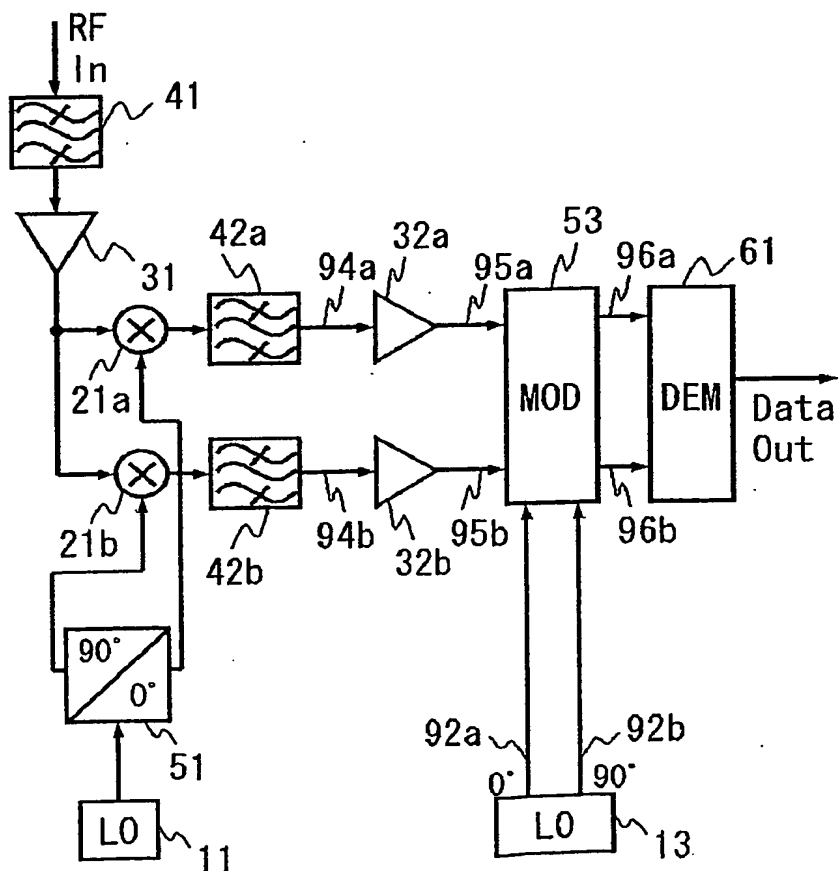 RF
In
41
31
42a
94a
32a
95a
53
96a
61
21a
MOD
DEM
Data
Out
21b
42b
94b
32b
95b
96b
90°
0°
51
92a
92b
0°
90°
LO
11
LO
13